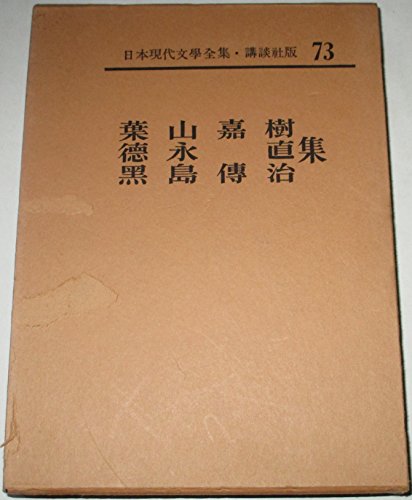 日本現代文學全集・講談社版 73
葉山嘉樹
德永直
黑島傳治
集